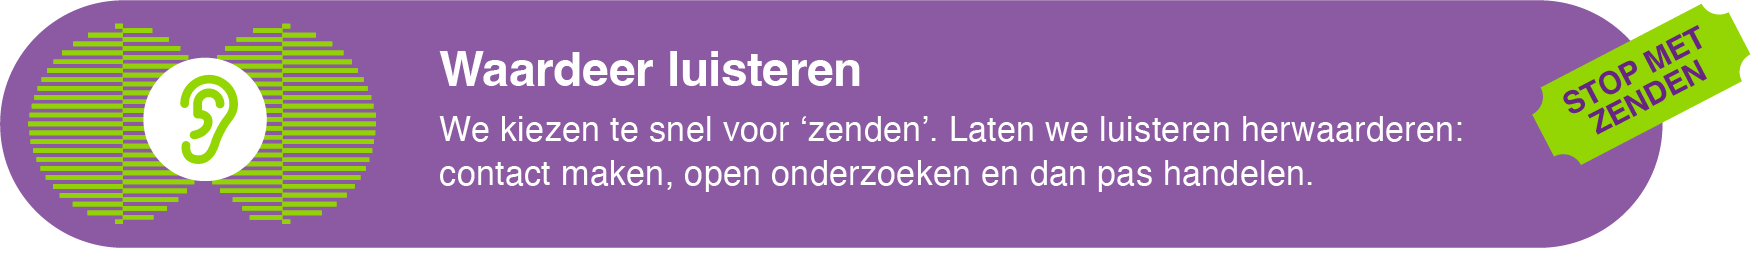 Waardeer luisteren
We kiezen te snel voor ‘zenden’. Laten we luisteren herwaarderen:
contact maken, open onderzoeken en dan pas handelen.
STOP MET
ZENDEN